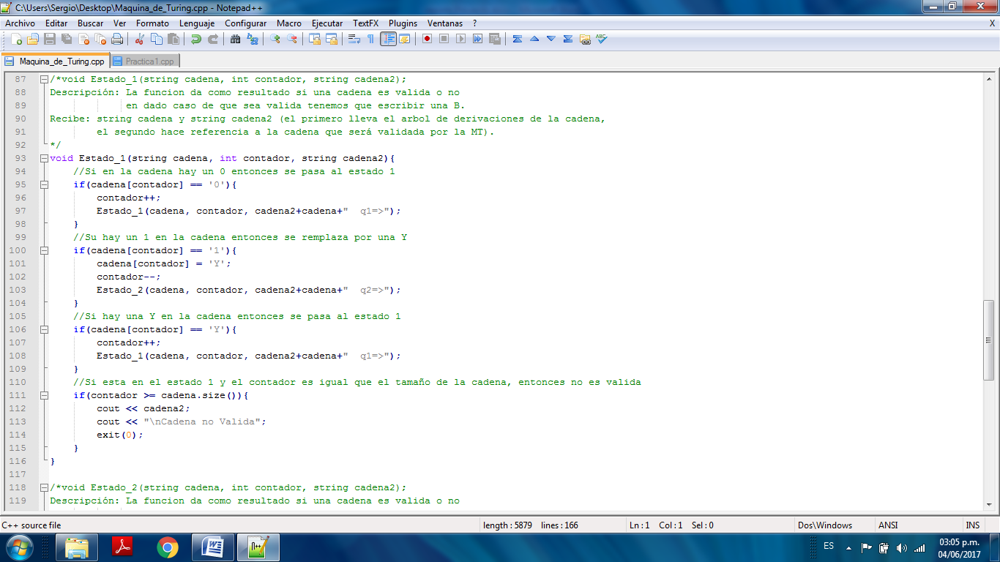 C:\Users\Sergio\Desktop\Maquina_de_Turing.cpp - Notepad++
Archivo Editar Buscar Ver Formato Lenguaje Configurar Macro Ejecutar TextFX Plugins Ventanas ? X
Maquina_de_Turing.cpp Practica1.cpp
87 /*void Estado_1(string cadena, int contador, string cadena2);
88 Descripción: La funcion da como resultado si una cadena es valida o no
89 en dado caso de que sea valida tenemos que escribir una B.
90 Recibe: string cadena y string cadena2 (el primero lleva el arbol de derivaciones de la cadena,
91 el segundo hace referencia a la cadena que será validada por la MT).
92 */
93 void Estado_1(string cadena, int contador, string cadena2){
94 //Si en la cadena hay un 0 entonces se pasa al estado 1
95 if(cadena[contador] == '0'){
96 contador++;
97 Estado_1(cadena, contador, cadena2+cadena+"  q1=>");
98 }
99 //Su hay un 1 en la cadena entonces se remplaza por una Y
100 if(cadena[contador] == '1'){
101 cadena[contador] = 'Y';
102 contador--;
103 Estado_2(cadena, contador, cadena2+cadena+"  q2=>");
104 }
105 //Si hay una Y en la cadena entonces se pasa al estado 1
106 if(cadena[contador] == 'Y'){
107 contador++;
108 Estado_1(cadena, contador, cadena2+cadena+"  q1=>");
109 }
110 //Si esta en el estado 1 y el contador es igual que el tamaño de la cadena, entonces no es valida
111 if(contador >= cadena.size()){
112 cout << cadena2;
113 cout << "\nCadena no Valida";
114 exit(0);
115 }
116 }
117
118 /*void Estado_2(string cadena, int contador, string cadena2);
119 Descripción: La funcion da como resultado si una cadena es valida o no
C++ source file length : 5879 lines : 166 Ln : 1 Col : 1 Sel : 0 Dos\Windows ANSI INS
ES 03:05 p.m.
04/06/2017